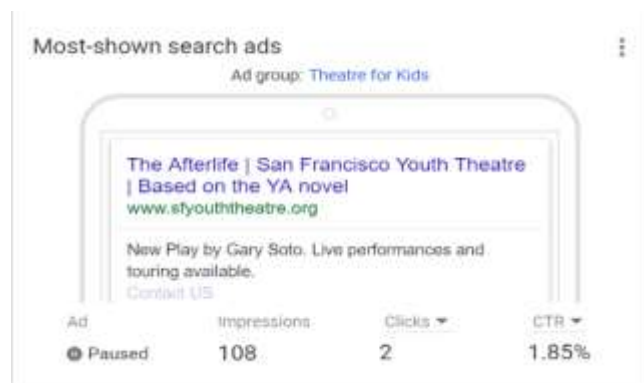 Most-shown search ads
Ad group: Theatre for Kids
The Afterlife | San Francisco Youth Theatre
| Based on the YA novel
www.sfyouththeatre.org
New Play by Gary Soto. Live performances and
touring available.
Contact US
Ad Impressions Clicks CTR
Paused 108 2 1.85%